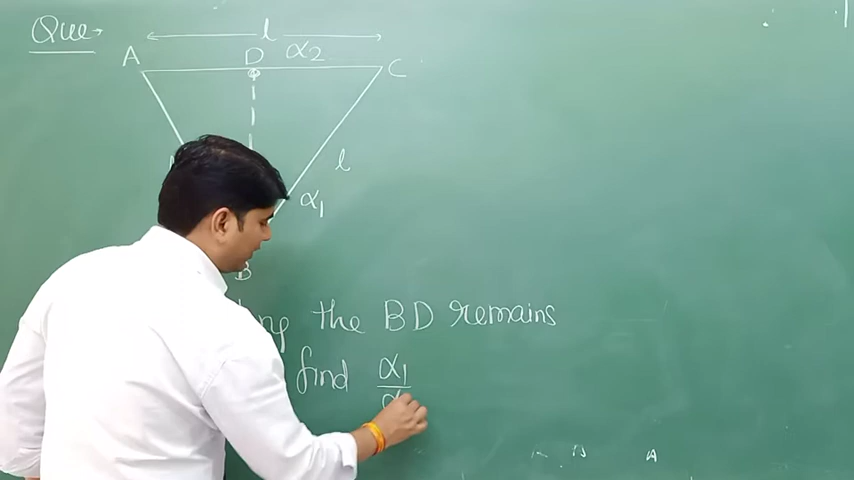 Que→
l
A D α2 C
l
α1
B
the BD remains
find α1
α